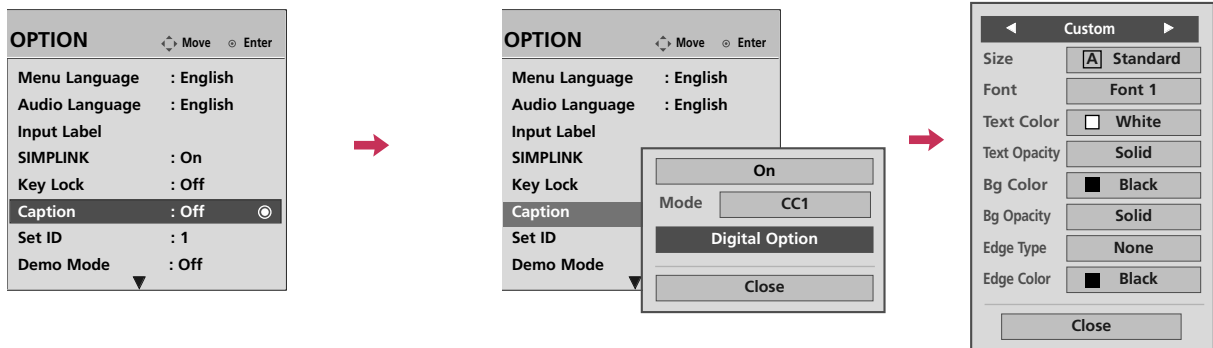 OPTION Move Enter
Menu Language : English
Audio Language : English
Input Label
SIMPLINK : On
Key Lock : Off
Caption : Off
Set ID : 1
Demo Mode : Off
OPTION Move Enter
Menu Language : English
Audio Language : English
Input Label
SIMPLINK
Key Lock
Caption
Set ID
Demo Mode
On
Mode CC1
Digital Option
Close
Custom
Size A Standard
Font Font 1
Text Color White
Text Opacity Solid
Bg Color Black
Bg Opacity Solid
Edge Type None
Edge Color Black
Close